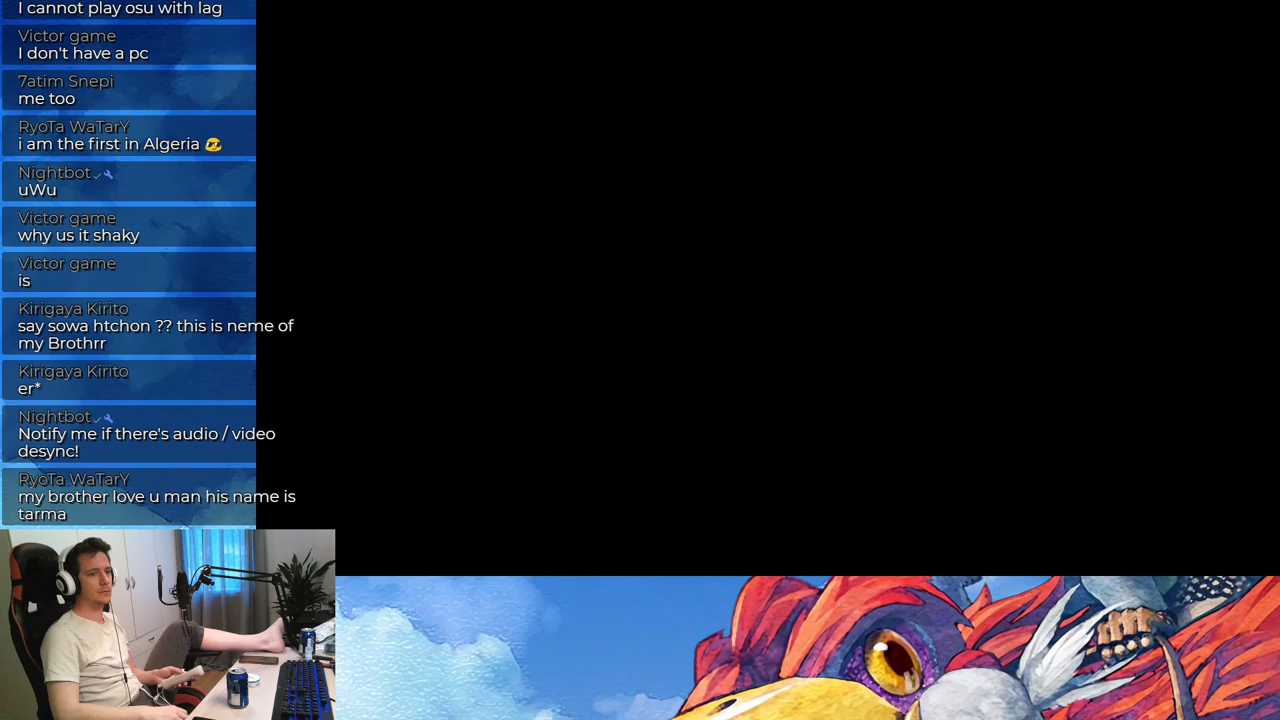 I cannot play osu with lag
Victor game
I don't have a pc
7atim Snepi
me too
RyoTa WaTarY
i am the first in Algeria
Nightbot
uWu
Victor game
why us it shaky
Victor game
is
Kirigaya Kirito
say sowa htchon ?? this is neme of
my Brothrr
Kirigaya Kirito
er*
Nightbot
Notify me if there's audio / video
desync!
RyoTa WaTarY
my brother love u man his name is
tarma